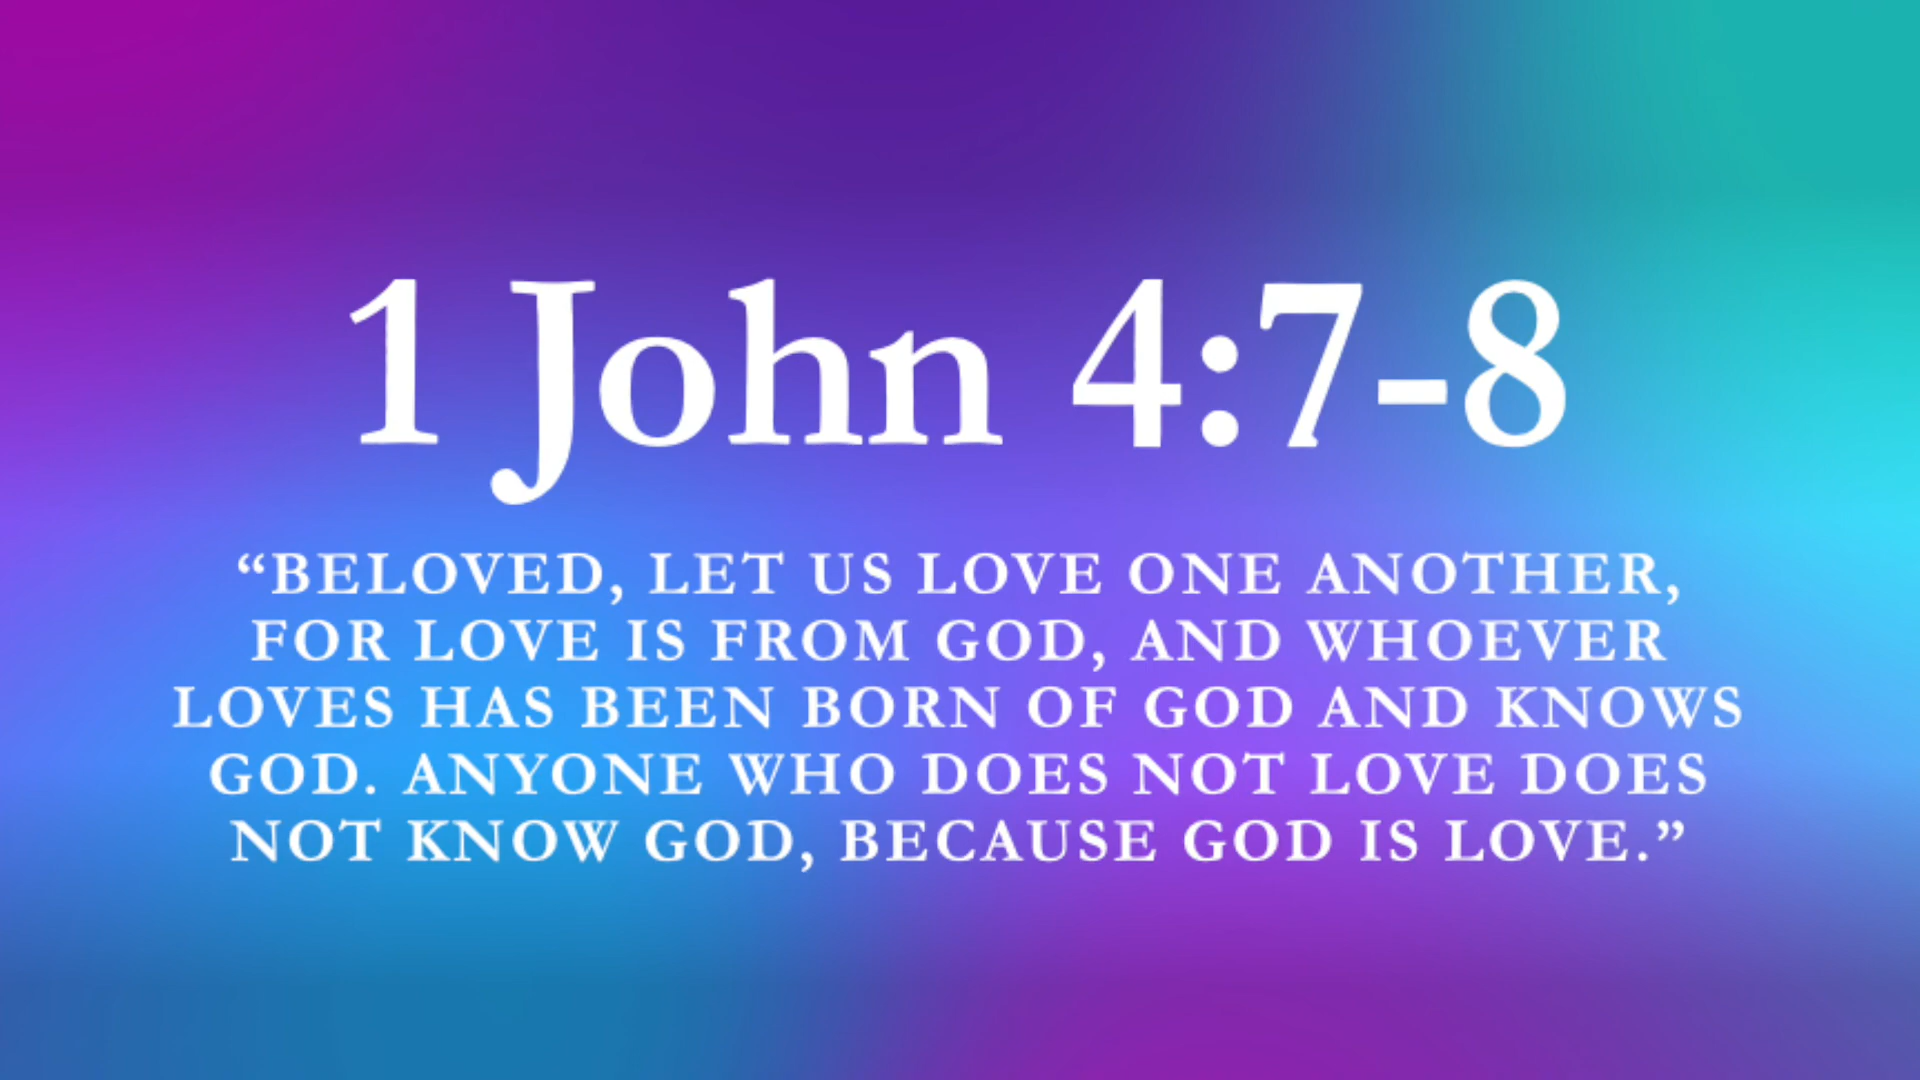 1 John 4:7-8
“BELOVED, LET US LOVE ONE ANOTHER,
FOR LOVE IS FROM GOD, AND WHOEVER
LOVES HAS BEEN BORN OF GOD AND KNOWS
GOD. ANYONE WHO DOES NOT LOVE DOES
NOT KNOW GOD, BECAUSE GOD IS LOVE.”